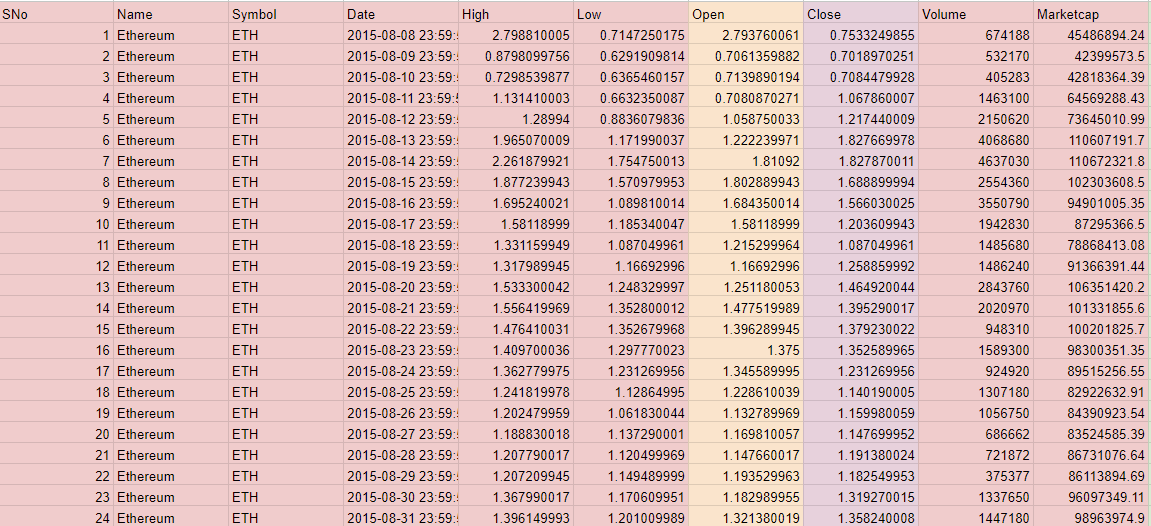 SNo Name Symbol Date High Low Open Close Volume Marketcap
1 Ethereum ETH 2015-08-08 23:59:5 2.798810005 0.7147250175 2.793760061 0.7533249855 674188 45486894.24
2 Ethereum ETH 2015-08-09 23:59:5 0.8798099756 0.6291909814 0.7061359882 0.7018970251 532170 42399573.5
3 Ethereum ETH 2015-08-10 23:59:5 0.7298539877 0.6365460157 0.7139890194 0.7084479928 405283 42818364.39
4 Ethereum ETH 2015-08-11 23:59:5 1.131410003 0.6632350087 0.7080870271 1.067860007 1463100 64569288.43
5 Ethereum ETH 2015-08-12 23:59:5 1.28994 0.8836079836 1.058750033 1.217440009 2150620 73645010.99
6 Ethereum ETH 2015-08-13 23:59:5 1.965070009 1.171990037 1.222239971 1.827669978 4068680 110607191.7
7 Ethereum ETH 2015-08-14 23:59:5 2.261879921 1.754750013 1.81092 1.827870011 4637030 110672321.8
8 Ethereum ETH 2015-08-15 23:59:5 1.877239943 1.570979953 1.802889943 1.688899994 2554360 102303608.5
9 Ethereum ETH 2015-08-16 23:59:5 1.695240021 1.089810014 1.684350014 1.566030025 3550790 94901005.35
10 Ethereum ETH 2015-08-17 23:59:5 1.58118999 1.185340047 1.58118999 1.203609943 1942830 87295366.5
11 Ethereum ETH 2015-08-18 23:59:5 1.331159949 1.087049961 1.215299964 1.087049961 1485680 78868413.08
12 Ethereum ETH 2015-08-19 23:59:5 1.317989945 1.16692996 1.16692996 1.258859992 1486240 91366391.44
13 Ethereum ETH 2015-08-20 23:59:5 1.533300042 1.248329997 1.251180053 1.464920044 2843760 106351420.2
14 Ethereum ETH 2015-08-21 23:59:5 1.556419969 1.352800012 1.477519989 1.395290017 2020970 101331855.6
15 Ethereum ETH 2015-08-22 23:59:5 1.476410031 1.352679968 1.396289945 1.379230022 948310 100201825.7
16 Ethereum ETH 2015-08-23 23:59:5 1.409700036 1.297770023 1.375 1.352589965 1589300 98300351.35
17 Ethereum ETH 2015-08-24 23:59:5 1.362779975 1.231269956 1.345589995 1.231269956 924920 89515256.55
18 Ethereum ETH 2015-08-25 23:59:5 1.241819978 1.12864995 1.228610039 1.140190005 1307180 82922632.91
19 Ethereum ETH 2015-08-26 23:59:5 1.202479959 1.061830044 1.132789969 1.159980059 1056750 84390923.54
20 Ethereum ETH 2015-08-27 23:59:5 1.188830018 1.137290001 1.169810057 1.147699952 686662 83524585.39
21 Ethereum ETH 2015-08-28 23:59:5 1.207790017 1.120499969 1.147660017 1.191380024 721872 86731076.64
22 Ethereum ETH 2015-08-29 23:59:5 1.207209945 1.149489999 1.193529963 1.182549953 375377 86113894.69
23 Ethereum ETH 2015-08-30 23:59:5 1.367990017 1.170609951 1.182989955 1.319270015 1337650 96097349.11
24 Ethereum ETH 2015-08-31 23:59:5 1.396149993 1.201009989 1.321380019 1.358240008 1447180 98963974.9